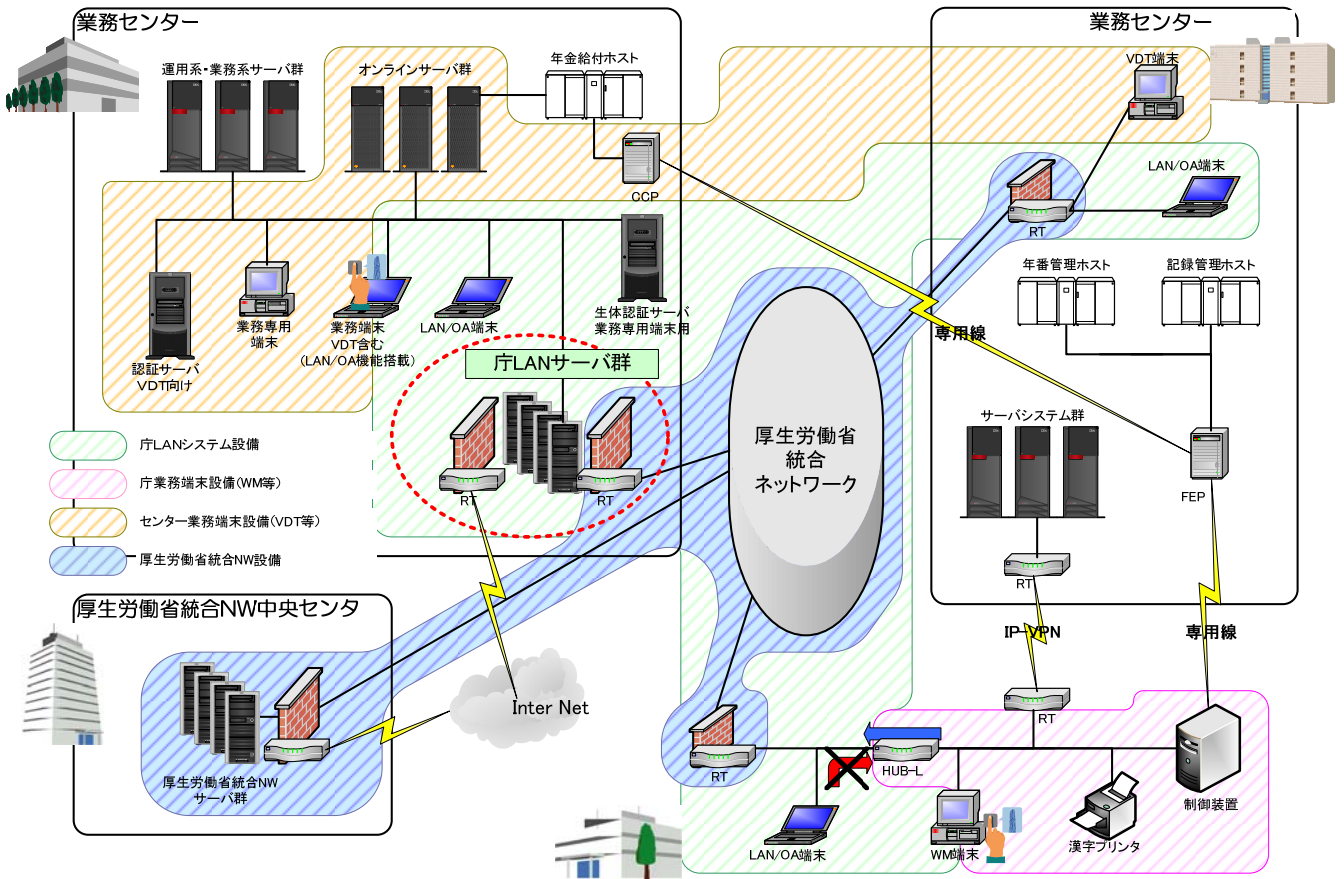 業務センター
運用系・業務系サーバ群
オンラインサーバ群
年金給付ホスト
CCP
認証サーバ
VDT向け
業務専用
端末
業務端末
VDT含む
(LAN/OA機能搭載)
LAN/OA端末
生体認証サーバ
業務専用端末用
庁LANサーバ群
RT
RT
業務センター
VDT端末
LAN/OA端末
RT
年番管理ホスト
記録管理ホスト
専用線
サーバシステム群
FEP
RT
IP-VPN
専用線
厚生労働省
統合
ネットワーク
庁LANシステム設備
庁業務端末設備(WM等)
センター業務端末設備(VDT等)
厚生労働省統合NW設備
厚生労働省統合NW中央センタ
厚生労働省統合NW
サーバ群
Inter Net
RT
RT
HUB-L
LAN/OA端末
WM端末
漢字プリンタ
制御装置